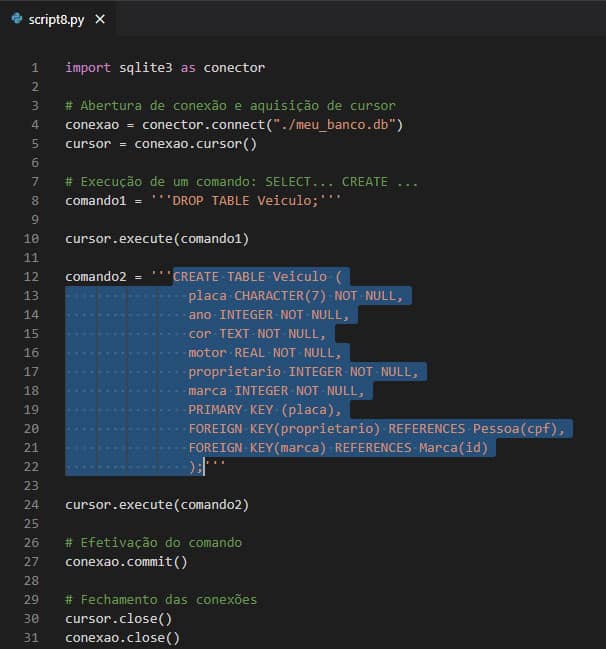 script8.py ×
1 import sqlite3 as conector
2
3 # Abertura de conexão e aquisição de cursor
4 conexao = conector.connect("./meu_banco.db")
5 cursor = conexao.cursor()
6
7 # Execução de um comando: SELECT... CREATE ...
8 comando1 = '''DROP TABLE Veiculo;'''
9
10 cursor.execute(comando1)
11
12 comando2 = '''CREATE TABLE Veiculo (
13 placa CHARACTER(7) NOT NULL,
14 ano INTEGER NOT NULL,
15 cor TEXT NOT NULL,
16 motor REAL NOT NULL,
17 proprietario INTEGER NOT NULL,
18 marca INTEGER NOT NULL,
19 PRIMARY KEY (placa),
20 FOREIGN KEY(proprietario) REFERENCES Pessoa(cpf),
21 FOREIGN KEY(marca) REFERENCES Marca(id)
22 );'''
23
24 cursor.execute(comando2)
25
26 # Efetivação do comando
27 conexao.commit()
28
29 # Fechamento das conexões
30 cursor.close()
31 conexao.close()